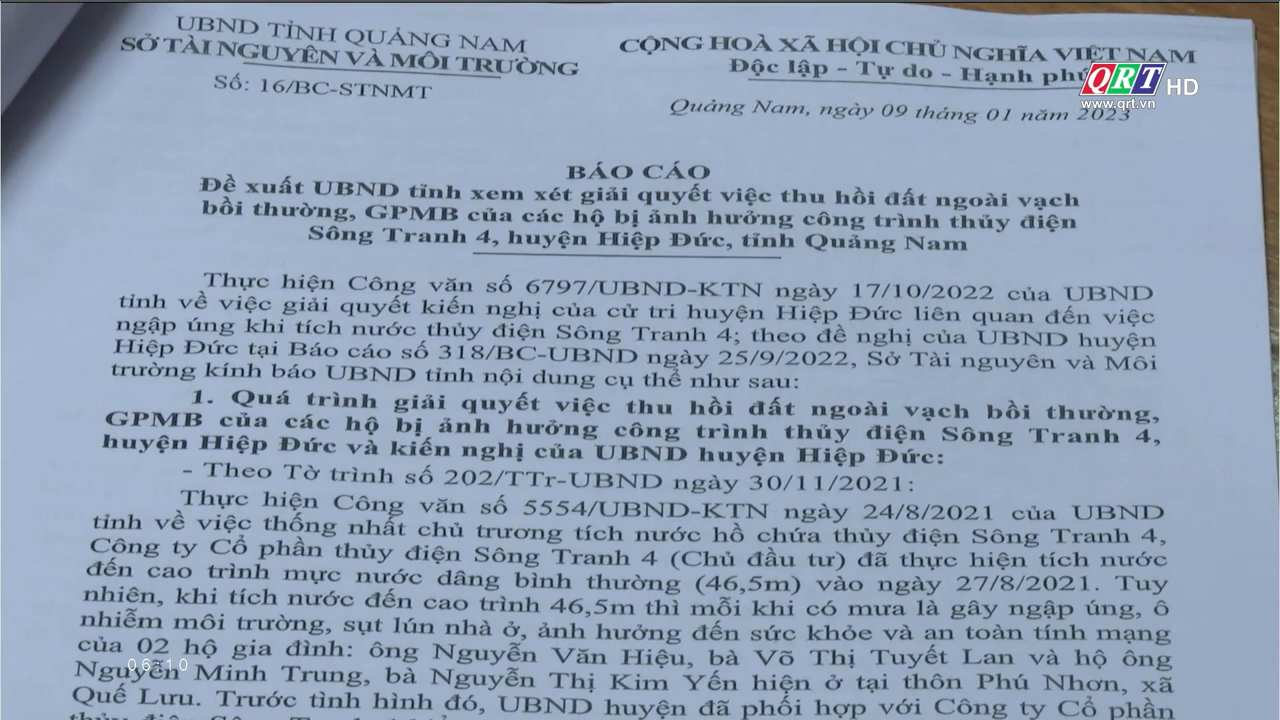 UBND TỈNH QUẢNG NAM
SỞ TÀI NGUYÊN VÀ MÔI TRƯỜNG
Số: 16/BC-STNMT
CỘNG HOÀ XÃ HỘI CHỦ NGHĨA VIỆT NAM
Độc lập - Tự do - Hạnh
QRT HD
www.qrt.vn
Quảng Nam, ngày 09 tháng 01 năm 2023
BÁO CÁO
Đề xuất UBND tỉnh xem xét giải quyết việc thu hồi đất ngoài vạch
bồi thường, GPMB của các hộ bị ảnh hưởng công trình thủy điện
Sông Tranh 4, huyện Hiệp Đức, tỉnh Quảng Nam
Thực hiện Công văn số 6797/UBND-KTN ngày 17/10/2022 của UBND
tỉnh về việc giải quyết kiến nghị của cử tri huyện Hiệp Đức liên quan đến việc
ngập úng khi tích nước thủy điện Sông Tranh 4; theo đề nghị của UBND huyện
Hiệp Đức tại Báo cáo số 318/BC-UBND ngày 25/9/2022, Sở Tài nguyên và Môi
trường kính báo UBND tỉnh nội dung cụ thể như sau:
1. Quá trình giải quyết việc thu hồi đất ngoài vạch bồi thường,
GPMB của các hộ bị ảnh hưởng công trình thủy điện Sông Tranh 4,
huyện Hiệp Đức và kiến nghị của UBND huyện Hiệp Đức:
- Theo Tờ trình số 202/TTr-UBND ngày 30/11/2021:
Thực hiện Công văn số 5554/UBND-KTN ngày 24/8/2021 của UBND
tỉnh về việc thống nhất chủ trương tích nước hồ chứa thủy điện Sông Tranh 4,
Công ty Cổ phần thủy điện Sông Tranh 4 (Chủ đầu tư) đã thực hiện tích nước
đến cao trình mực nước dâng bình thường (46,5m) vào ngày 27/8/2021. Tuy
nhiên, khi tích nước đến cao trình 46,5m thì mỗi khi có mưa là gây ngập úng, ô
nhiễm môi trường, sụt lún nhà ở, ảnh hưởng đến sức khỏe và an toàn tính mạng
của 02 hộ gia đình: ông Nguyễn Văn Hiệu, bà Võ Thị Tuyết Lan và hộ ông
06:10
Nguyễn Minh Trung, bà Nguyễn Thị Kim Yến hiện ở tại thôn Phú Nhơn, xã
Quế Lưu. Trước tình hình đó, UBND huyện đã phối hợp với Công ty Cổ phần